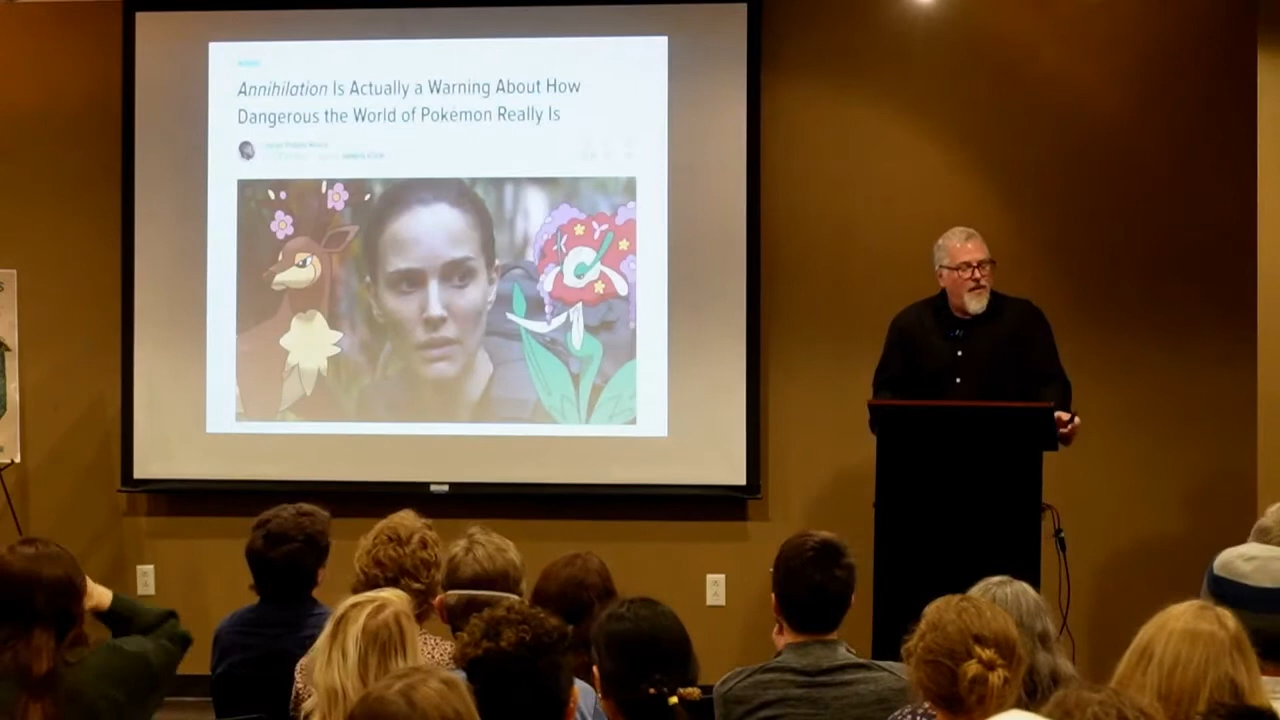 Annihilation Is Actually a Warning About How
Dangerous the World of Pokémon Really Is